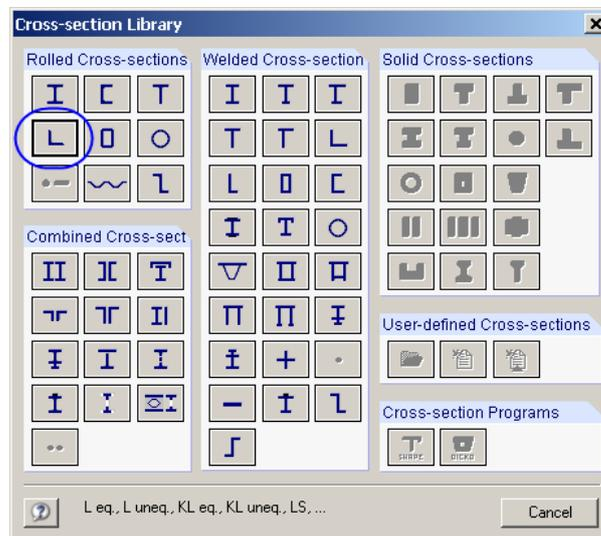 Cross-section Library
Rolled Cross-sections
Welded Cross-section
Solid Cross-sections
Combined Cross-sect
User-defined Cross-sections
Cross-section Programs
SHAPE
DICKQ
L eq., L uneq., KL eq., KL uneq., LS, ...
Cancel